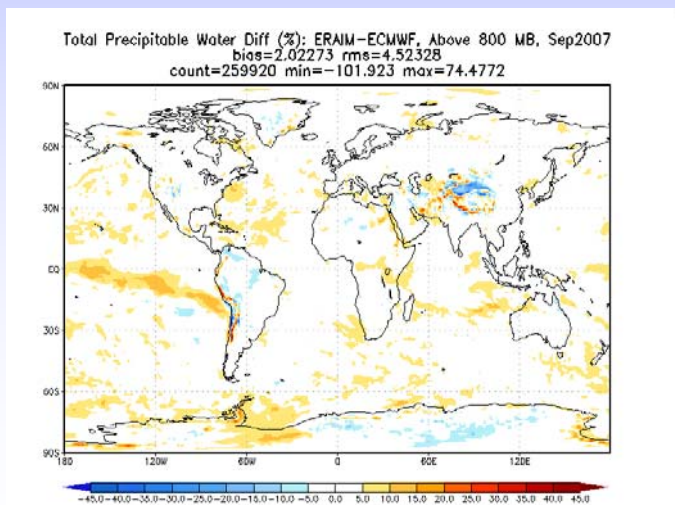 Total Precipitable Water Diff (%): ERAIM-ECMWF, Above 800 MB, Sep2007
bias=2.02273 rms=4.52328
count=259920 min=-101.923 max=74.4772
90N
60N
30N
EQ
30S
60S
90S
180 120W 60W 0 60E 120E
-45.0 -40.0 -35.0 -30.0 -25.0 -20.0 -15.0 -10.0 -5.0 0.0 5.0 10.0 15.0 20.0 25.0 30.0 35.0 40.0 45.0